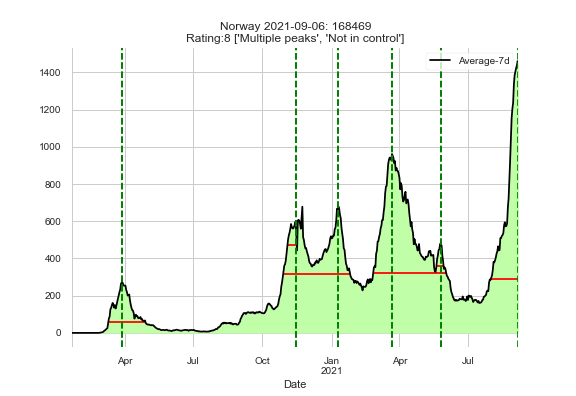 Norway 2021-09-06: 168469
Rating:8 ['Multiple peaks', 'Not in control']
Average-7d
1400
1200
1000
800
600
400
200
0
Apr Jul Oct Jan Apr Jul
2021
Date